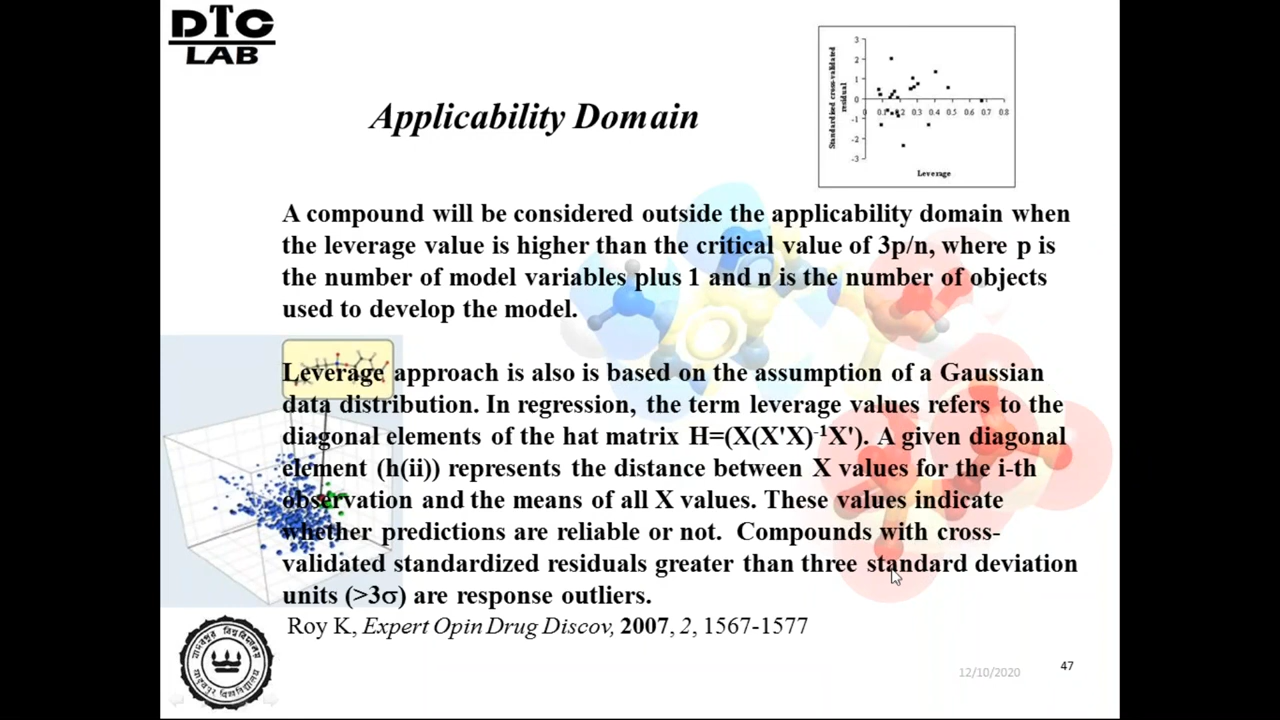 DTC
LAB
Applicability Domain
Standardised cross-validated
residual
3
2
1
0
-1
-2
-3
0 0.1 0.2 0.3 0.4 0.5 0.6 0.7 0.8
Leverage
A compound will be considered outside the applicability domain when
the leverage value is higher than the critical value of 3p/n, where p is
the number of model variables plus 1 and n is the number of objects
used to develop the model.
Leverage approach is also is based on the assumption of a Gaussian
data distribution. In regression, the term leverage values refers to the
diagonal elements of the hat matrix H=(X(X'X)-1X'). A given diagonal
element (h(ii)) represents the distance between X values for the i-th
observation and the means of all X values. These values indicate
whether predictions are reliable or not. Compounds with cross-
validated standardized residuals greater than three standard deviation
units (>3σ) are response outliers.
Roy K, Expert Opin Drug Discov, 2007, 2, 1567-1577
12/10/2020
47